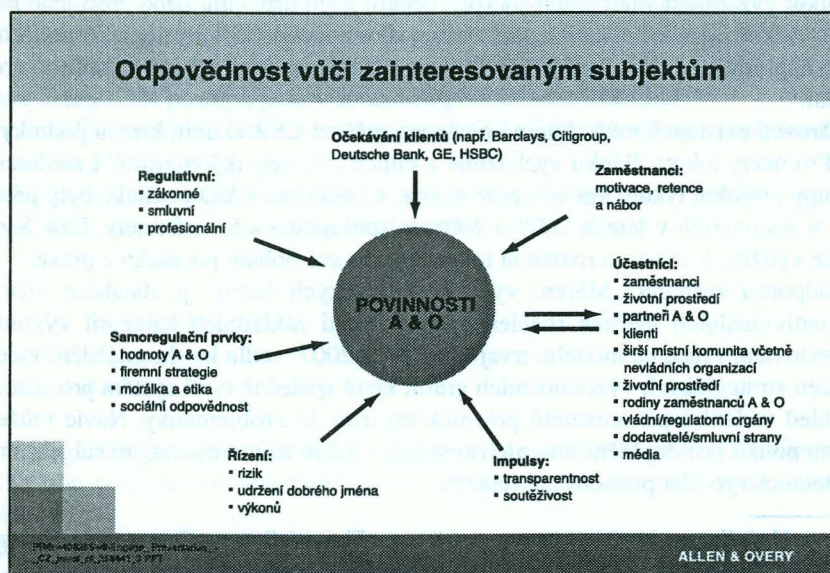 Odpovědnost vůči zainteresovaným subjektům
Očekávání klientů (např. Barclays, Citigroup,
Deutsche Bank, GE, HSBC)
Regulativní:
▪ zákonné
▪ smluvní
▪ profesionální
Zaměstnanci:
motivace, retence
a nábor
POVINNOSTI
A & O
Účastníci:
▪ zaměstnanci
▪ životní prostředí
▪ partneři A & O
▪ klienti
▪ širší místní komunita včetně
nevládních organizací
▪ životní prostředí
▪ rodiny zaměstnanců A & O
▪ vládní/regulatorní orgány
▪ dodavatelé/smluvní strany
▪ média
Samoregulační prvky:
▪ hodnoty A & O
▪ firemní strategie
▪ morálka a etika
▪ sociální odpovědnost
Řízení:
▪ rizik
▪ udržení dobrého jména
▪ výkonů
Impulsy:
▪ transparentnost
▪ soutěživost
ALLEN & OVERY